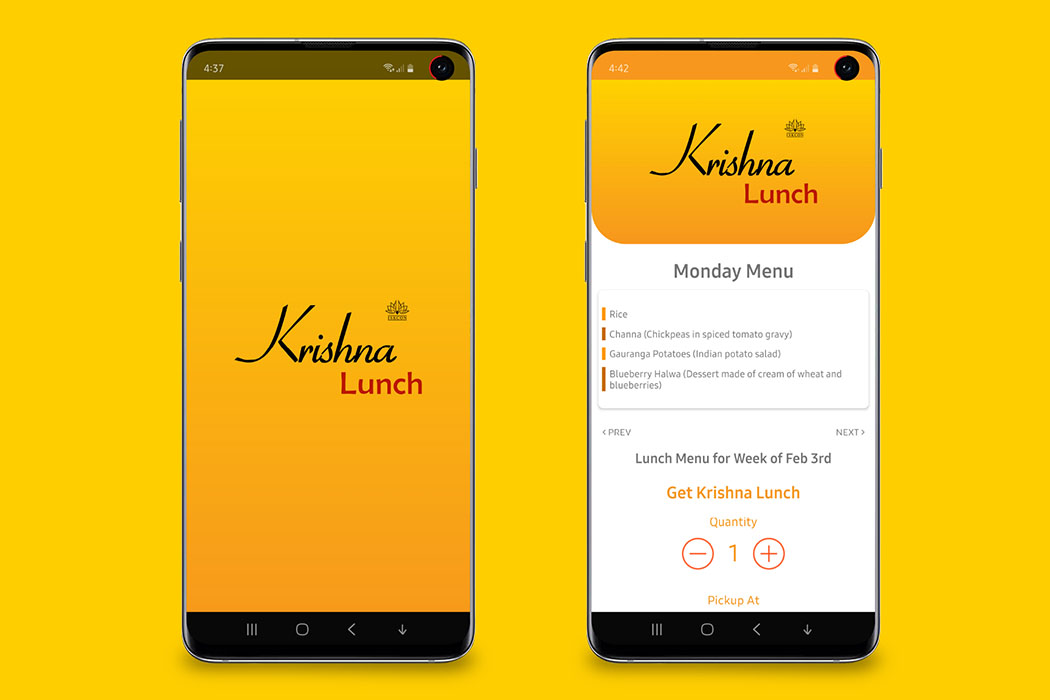 4:37
ISKCON
Krishna
Lunch
4:42
ISKCON
Krishna
Lunch
Monday Menu
Rice
Channa (Chickpeas in spiced tomato gravy)
Gauranga Potatoes (Indian potato salad)
Blueberry Halwa (Dessert made of cream of wheat and
blueberries)
< PREV NEXT >
Lunch Menu for Week of Feb 3rd
Get Krishna Lunch
Quantity
1
Pickup At